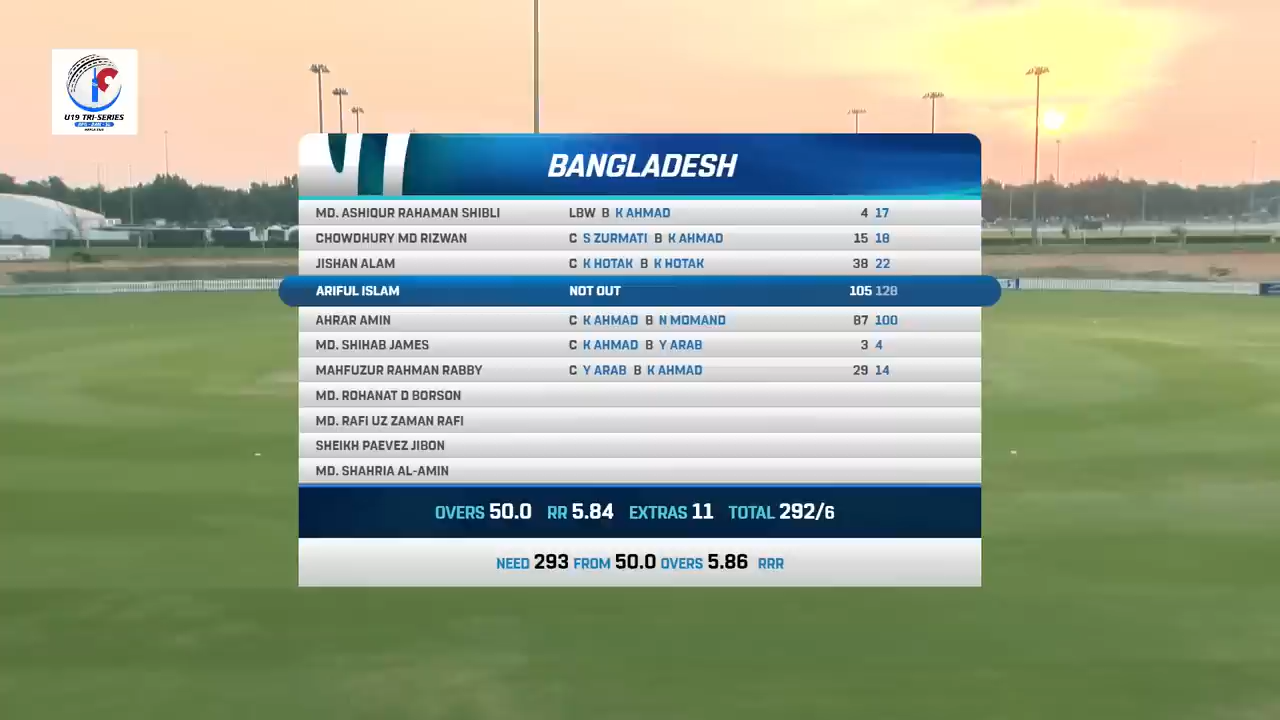 U19 TRI-SERIES
BANGLADESH
MD. ASHIQUR RAHAMAN SHIBLI LBW B K AHMAD 4 17
CHOWDHURY MD RIZWAN C S ZURMATI B K AHMAD 15 18
JISHAN ALAM C K HOTAK B K HOTAK 38 22
ARIFUL ISLAM NOT OUT 105 128
AHRAR AMIN C K AHMAD B N MOMAND 87 100
MD. SHIHAB JAMES C K AHMAD B Y ARAB 3 4
MAHFUZUR RAHMAN RABBY C Y ARAB B K AHMAD 29 14
MD. ROHANAT D BORSON
MD. RAFI UZ ZAMAN RAFI
SHEIKH PAEVEZ JIBON
MD. SHAHRIA AL-AMIN
OVERS 50.0 RR 5.84 EXTRAS 11 TOTAL 292/6
NEED 293 FROM 50.0 OVERS 5.86 RRR